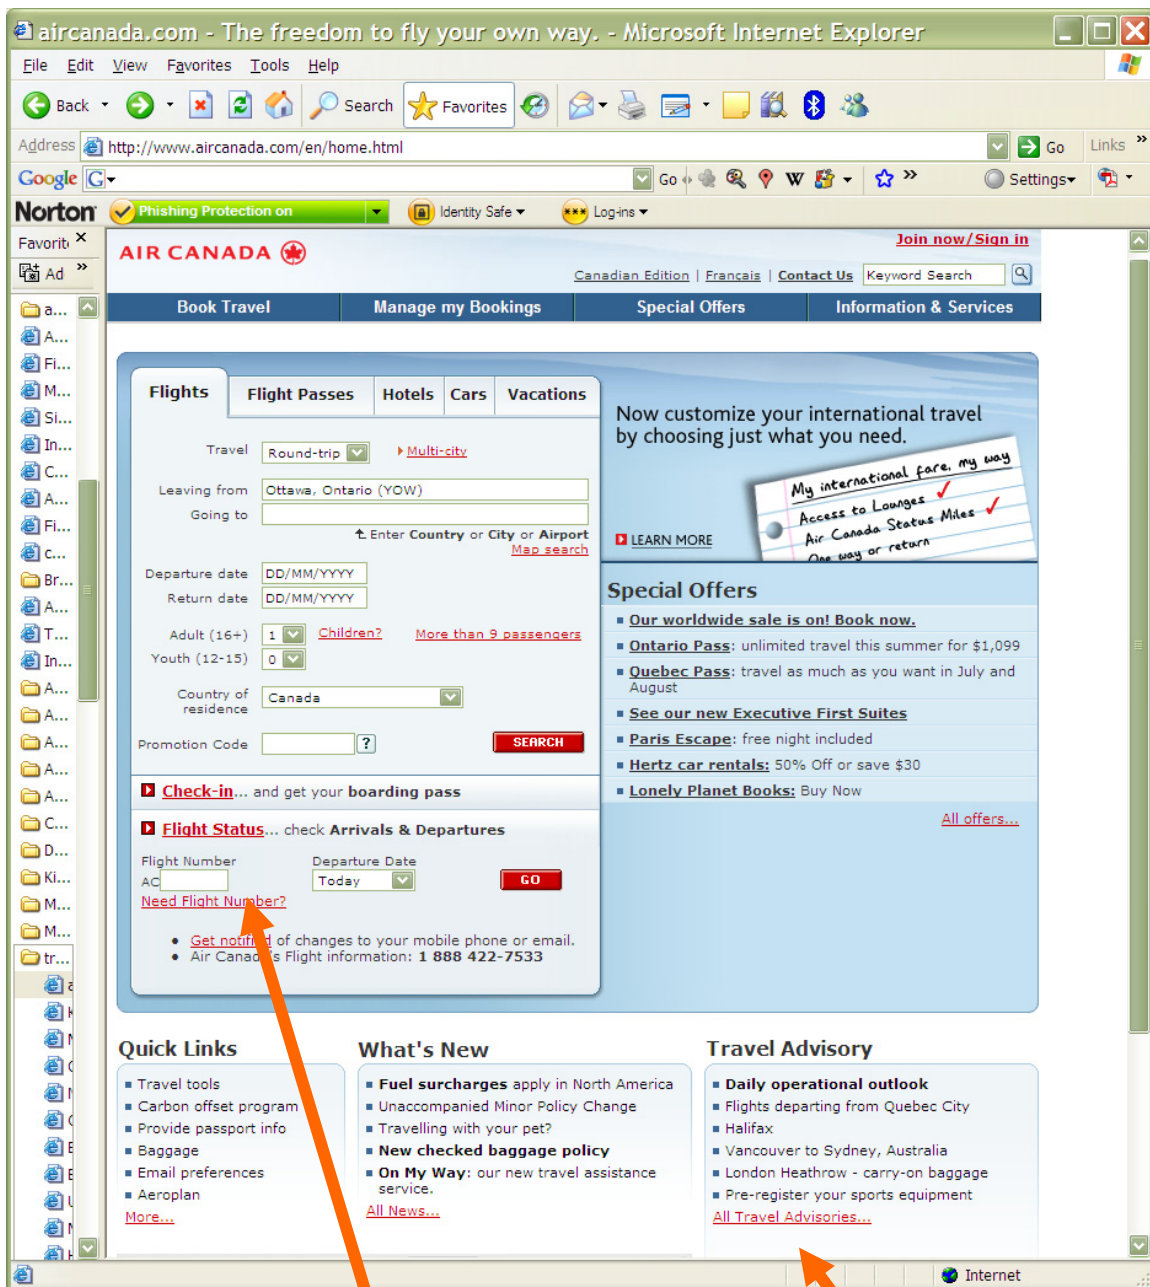 aircanada.com - The freedom to fly your own way. - Microsoft Internet Explorer
File Edit View Favorites Tools Help
Back Search Favorites
Address http://www.aircanada.com/en/home.html Go Links »
Google G Go W » Settings
Norton Phishing Protection on Identity Safe Log-ins
Favorit ×
Ad »
a...
A...
Fi...
M...
Si...
In...
C...
A...
Fi...
c...
Br...
A...
T...
In...
A...
A...
A...
A...
A...
C...
D...
Ki...
M...
M...
tr...
AIR CANADA
Join now/Sign in
Canadian Edition | Francais | Contact Us Keyword Search
Book Travel Manage my Bookings Special Offers Information & Services
Flights Flight Passes Hotels Cars Vacations
Travel Round-trip Multi-city
Leaving from Ottawa, Ontario (YOW)
Going to
Enter Country or City or Airport
Map search
Departure date DD/MM/YYYY
Return date DD/MM/YYYY
Adult (16+) 1 Children? More than 9 passengers
Youth (12-15) 0
Country of
residence Canada
Promotion Code ? SEARCH
Check-in... and get your boarding pass
Flight Status... check Arrivals & Departures
Flight Number Departure Date
AC Today GO
Need Flight Number?
• Get notified of changes to your mobile phone or email.
• Air Canada's Flight information: 1 888 422-7533
Now customize your international travel
by choosing just what you need.
My international fare, my way
Access to Lounges ✓
Air Canada Status Miles ✓
One way or return
LEARN MORE
Special Offers
Our worldwide sale is on! Book now.
Ontario Pass: unlimited travel this summer for $1,099
Quebec Pass: travel as much as you want in July and
August
See our new Executive First Suites
Paris Escape: free night included
Hertz car rentals: 50% Off or save $30
Lonely Planet Books: Buy Now
All offers...
Quick Links
Travel tools
Carbon offset program
Provide passport info
Baggage
Email preferences
Aeroplan
More...
What's New
Fuel surcharges apply in North America
Unaccompanied Minor Policy Change
Travelling with your pet?
New checked baggage policy
On My Way: our new travel assistance
service.
All News...
Travel Advisory
Daily operational outlook
Flights departing from Quebec City
Halifax
Vancouver to Sydney, Australia
London Heathrow - carry-on baggage
Pre-register your sports equipment
All Travel Advisories...
Internet